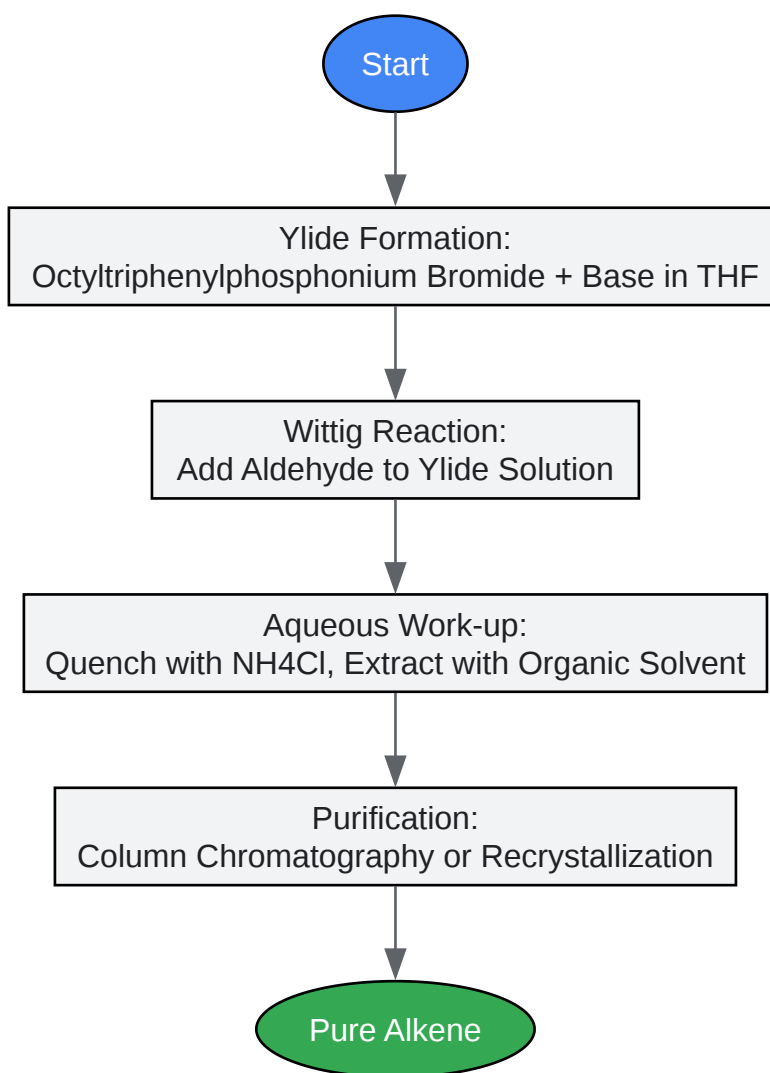 Start
Ylide Formation:
Octyltriphenylphosphonium Bromide + Base in THF
Wittig Reaction:
Add Aldehyde to Ylide Solution
Aqueous Work-up:
Quench with NH4Cl, Extract with Organic Solvent
Purification:
Column Chromatography or Recrystallization
Pure Alkene